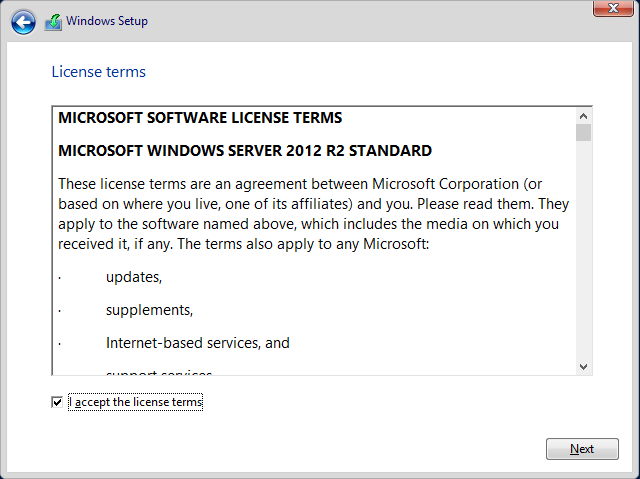 Windows Setup
License terms
MICROSOFT SOFTWARE LICENSE TERMS
MICROSOFT WINDOWS SERVER 2012 R2 STANDARD
These license terms are an agreement between Microsoft Corporation (or
based on where you live, one of its affiliates) and you. Please read them. They
apply to the software named above, which includes the media on which you
received it, if any. The terms also apply to any Microsoft:
· updates,
· supplements,
· Internet-based services, and
support services
I accept the license terms
Next